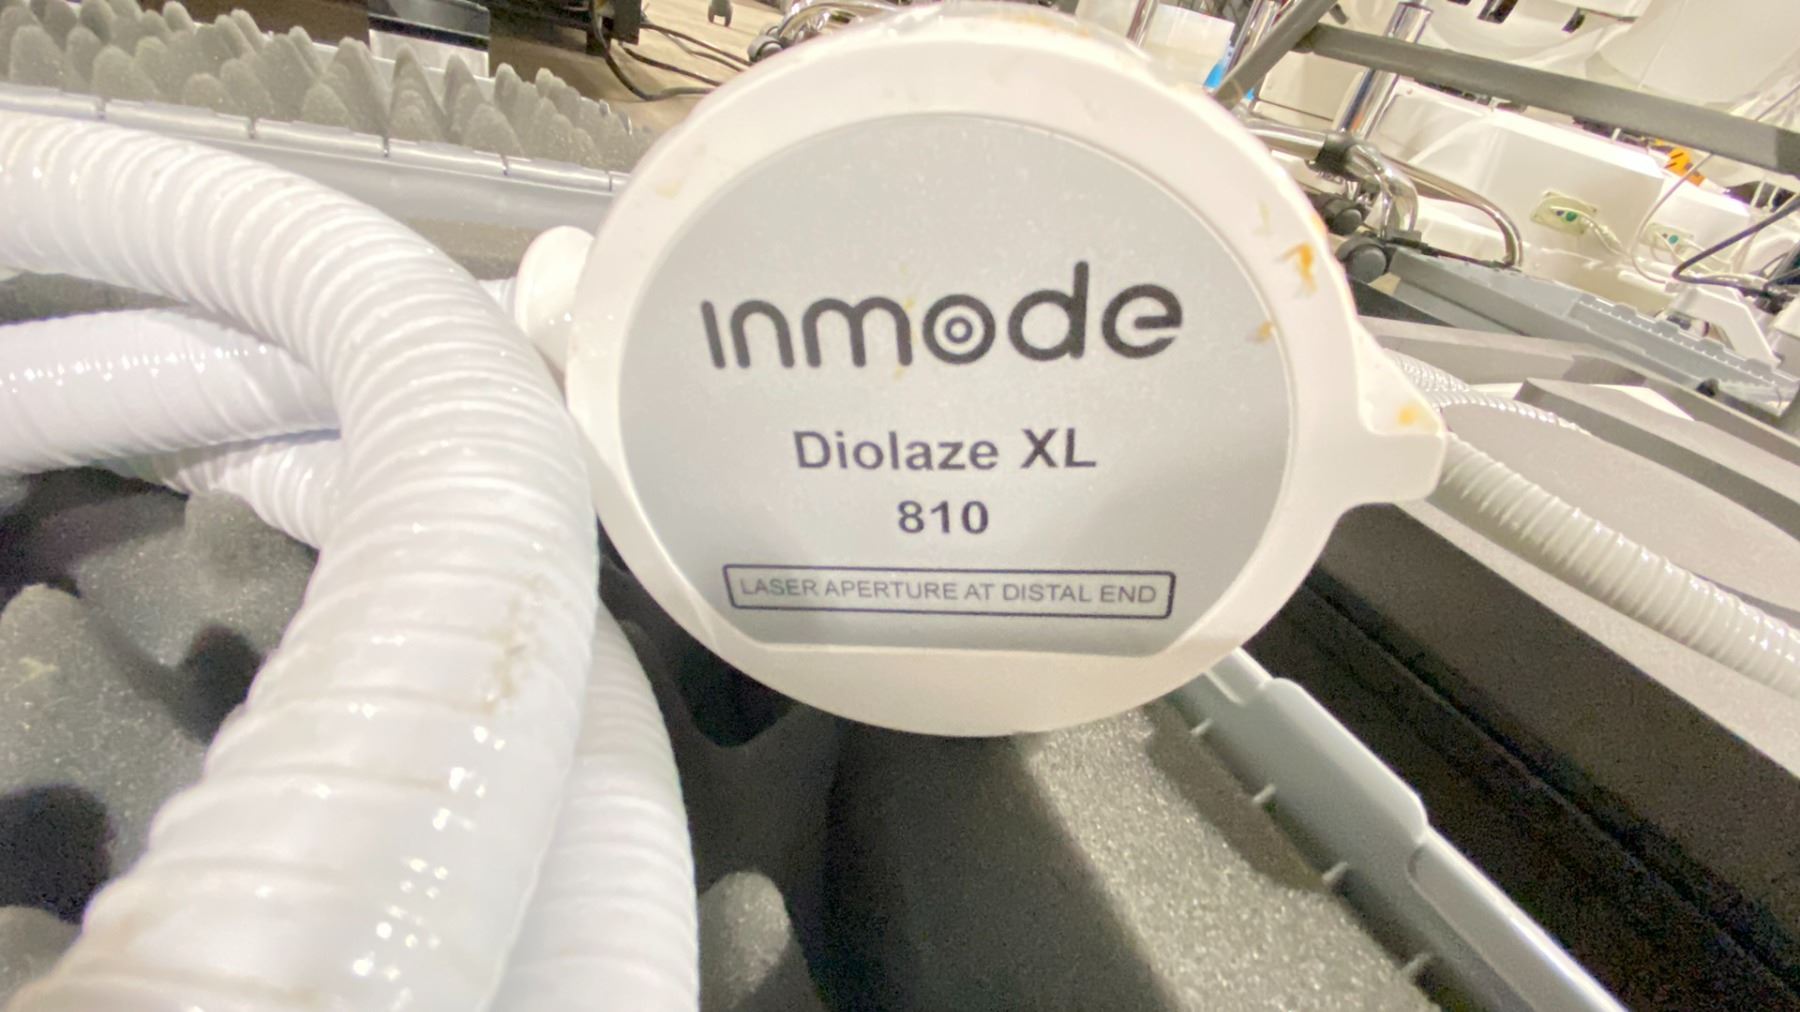 inmode
Diolaze XL
810
LASER APERTURE AT DISTAL END